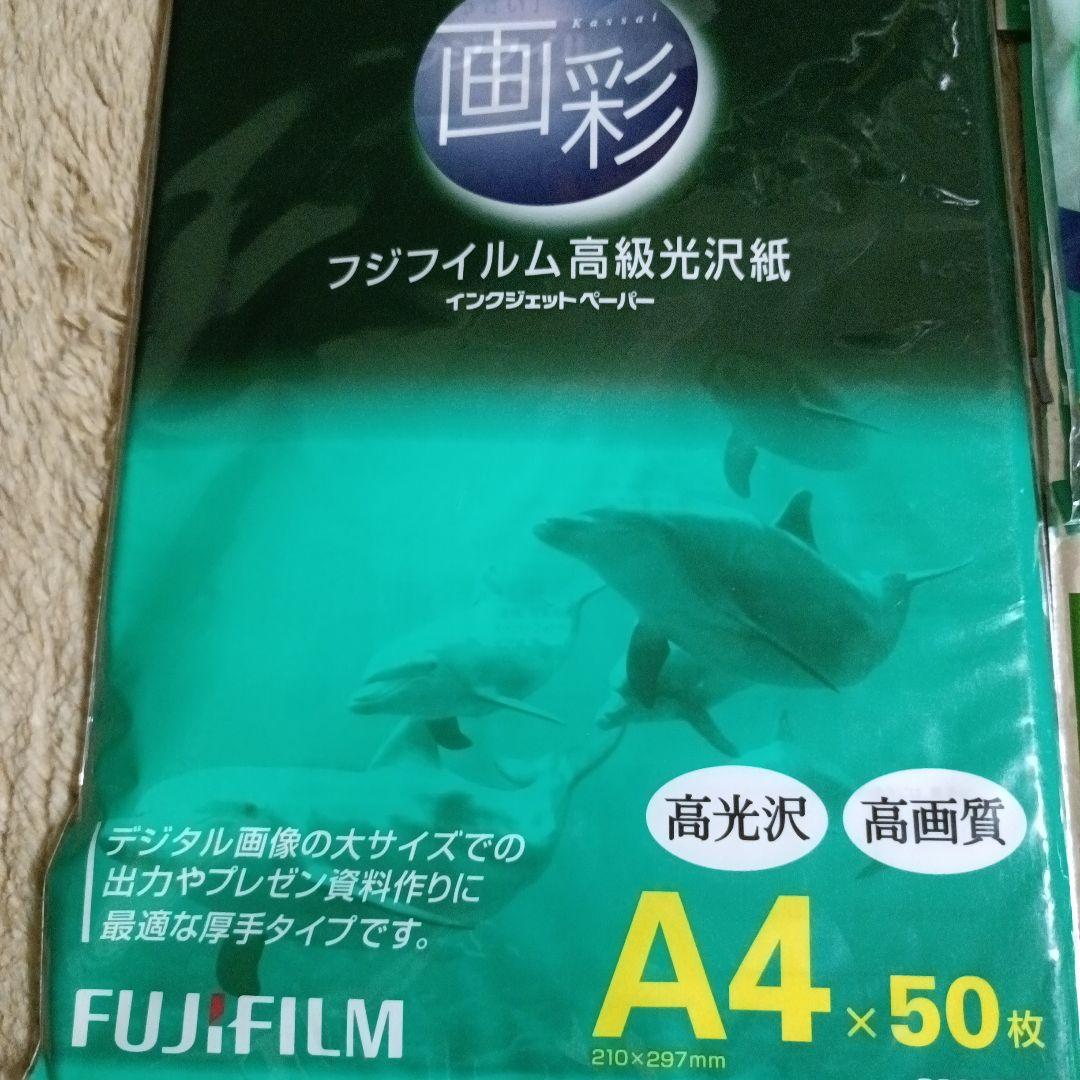 Kassai
画彩
フジフイルム高級光沢紙
インクジェットペーパー
高光沢 高画質
デジタル画像の大サイズでの
出力やプレゼン資料作りに
最適な厚手タイプです。
FUJIFILM
A4×50枚
210×297mm